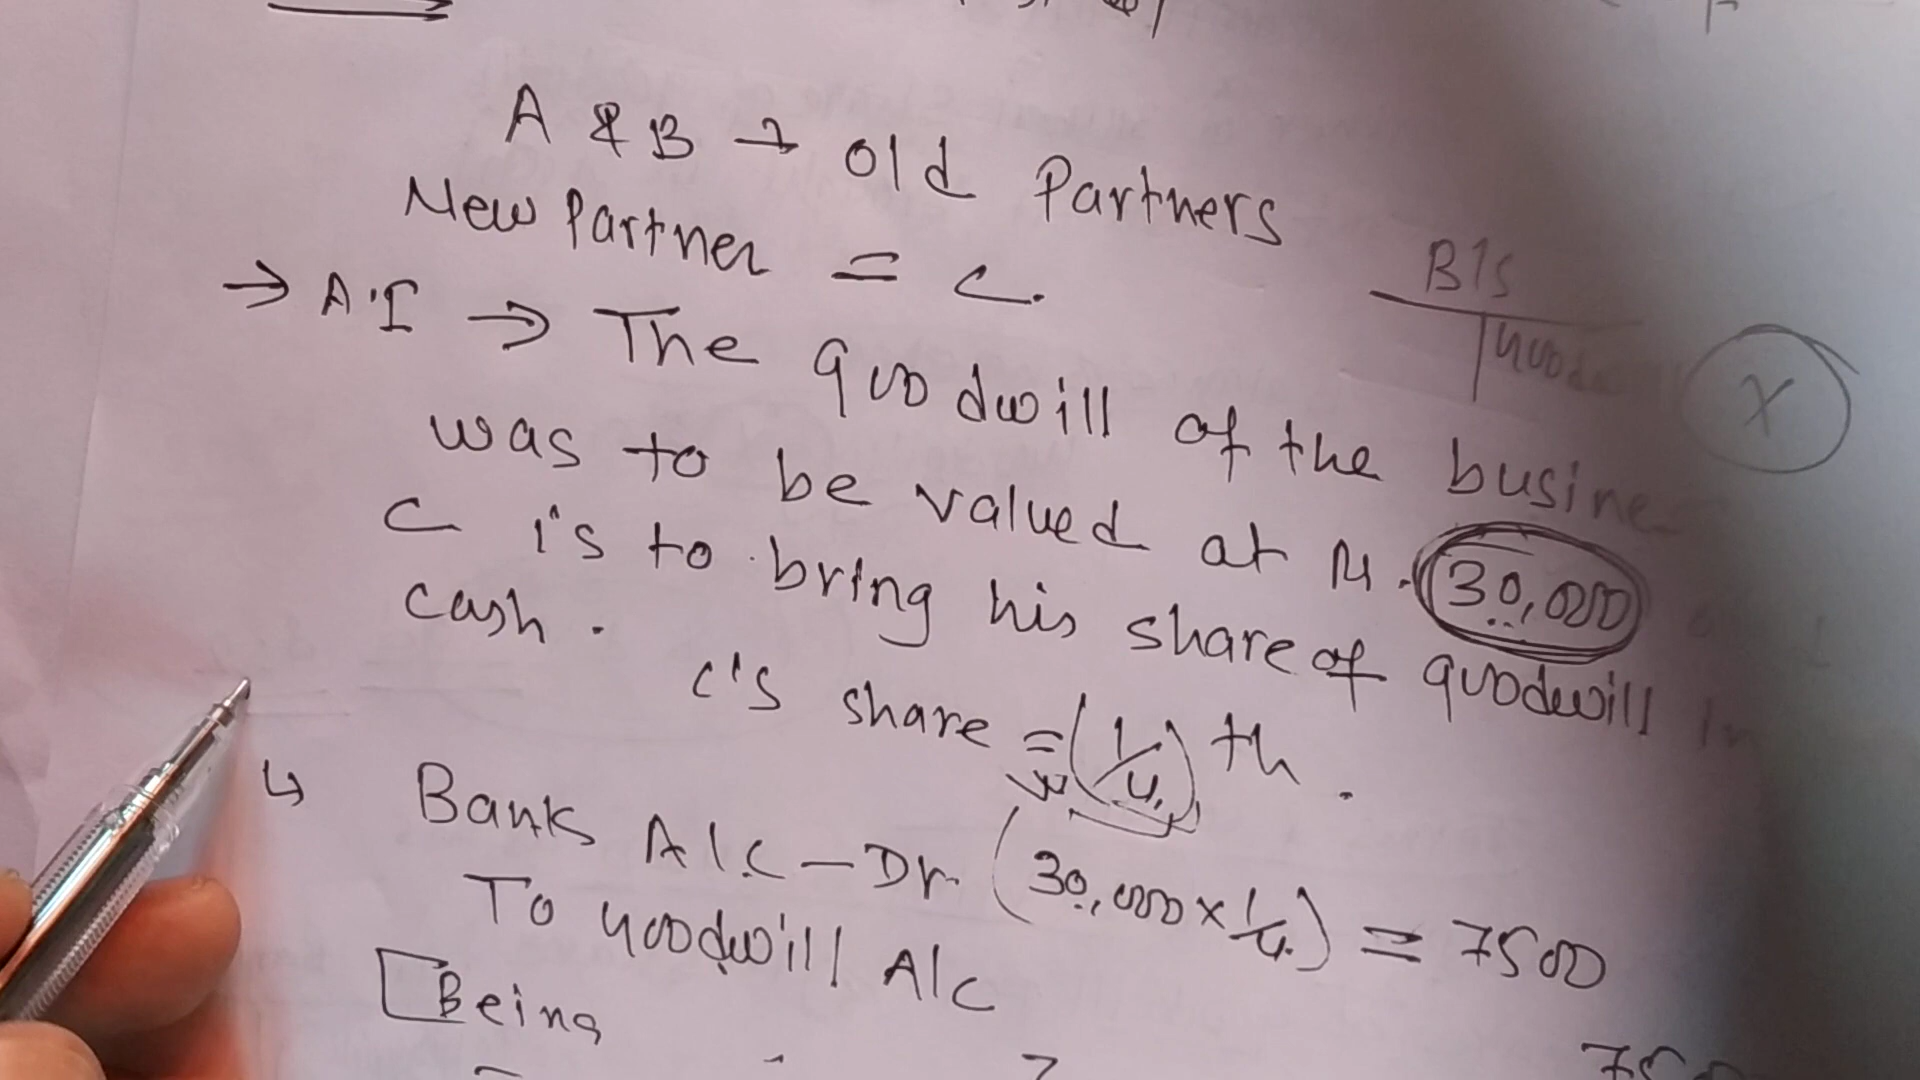 A & B → Old Partners
New Partner = C.
B/S
→ A.I → The goodwill of the
X
was to be valued at Rs. 30,000
C is to bring his share of goodwill in
cash.
C's share = (1/4) th.
↳ Bank A/C - Dr (30,000 x 1/4) = 7500
To Goodwill A/C
[Being